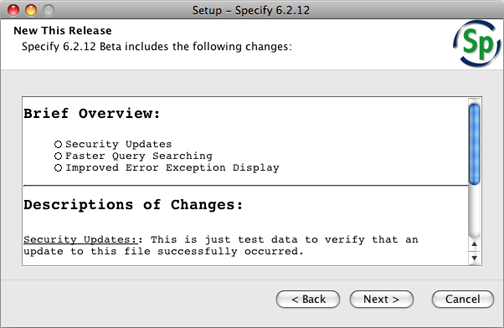 Setup - Specify 6.2.12
New This Release
Specify 6.2.12 Beta includes the following changes:
Sp
Brief Overview:
Security Updates
Faster Query Searching
Improved Error Exception Display
Descriptions of Changes:
Security Updates:: This is just test data to verify that an
update to this file successfully occurred.
< Back Next > Cancel